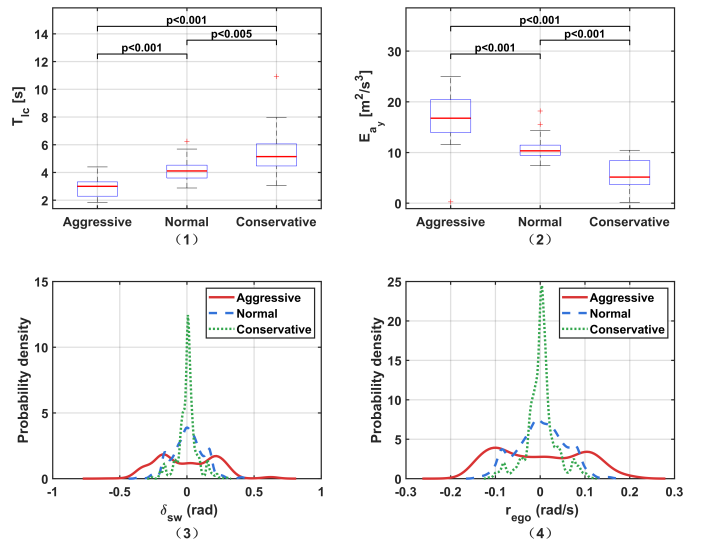 p<0.001
p<0.001
p<0.005
T_lc [s]
14
12
10
8
6
4
2
Aggressive Normal Conservative
（1）
p<0.001
p<0.001
p<0.001
E_a_y [m²/s³]
30
20
10
0
Aggressive Normal Conservative
（2）
Probability density
15
10
5
0
Aggressive
Normal
Conservative
-1 -0.5 0 0.5 1
δ_sw (rad)
（3）
Probability density
25
20
15
10
5
0
Aggressive
Normal
Conservative
-0.3 -0.2 -0.1 0 0.1 0.2 0.3
r_ego (rad/s)
（4）